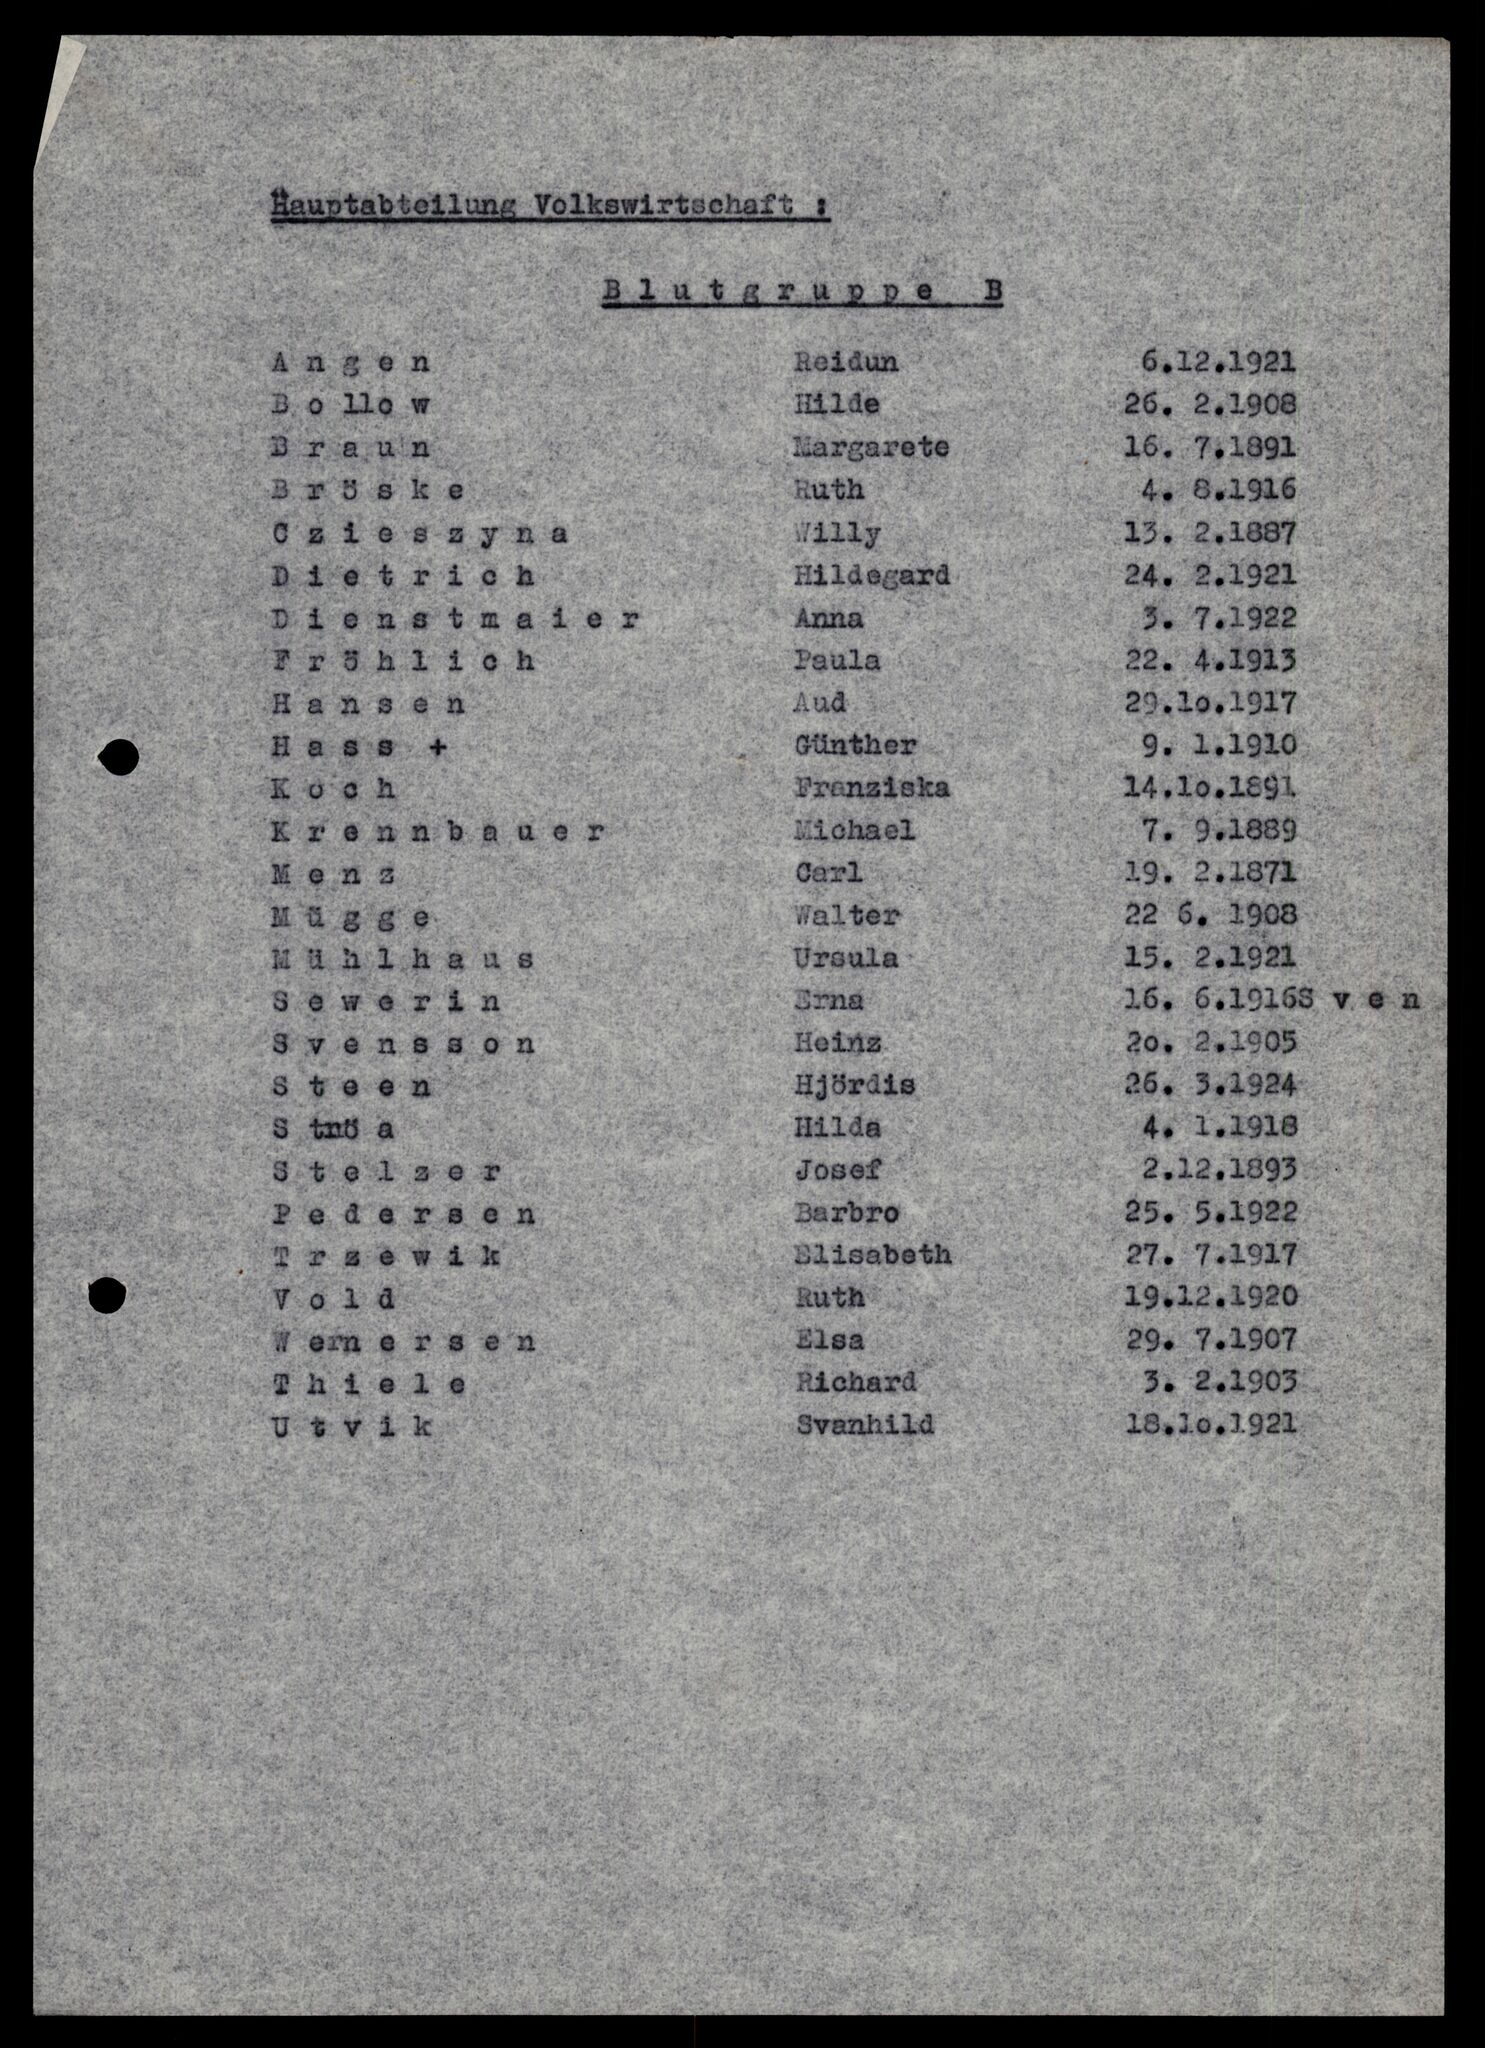 Hauptabteilung Volkswirtschaft :
B l u t g r u p p e B
A n g e n Reidun 6.12.1921
B o llo w Hilde 26. 2.1908
B r a u n Margarete 16. 7.1891
B r ö s k e Ruth 4. 8.1916
C z i e s z y n a Willy 13. 2.1887
D i e t r i c h Hildegard 24. 2.1921
D i e n s t m a i e r Anna 3. 7.1922
F r ö h l i c h Paula 22. 4.1913
H a n s e n Aud 29.lo.1917
H a s s + Günther 9. 1.1910
K o c h Franziska 14.lo.1891
K r e n n b a u e r Michael 7. 9.1889
M e n z Carl 19. 2.1871
M ü g g e Walter 22 6. 1908
M ü h l h a u s Ursula 15. 2.1921
S e w e r i n Erna 16. 6.1916S v e n
S v e n s s o n Heinz 2o. 2.1905
S t e e n Hjördis 26. 3.1924
S tnö a Hilda 4. 1.1918
S t e l z e r Josef 2.12.1893
P e d e r s e n Barbro 25. 5.1922
T r z e w i k Elisabeth 27. 7.1917
V o l d Ruth 19.12.1920
W ern e r s e n Elsa 29. 7.1907
T h i e l e Richard 3. 2.1903
U t v i k Svanhild 18.lo.1921